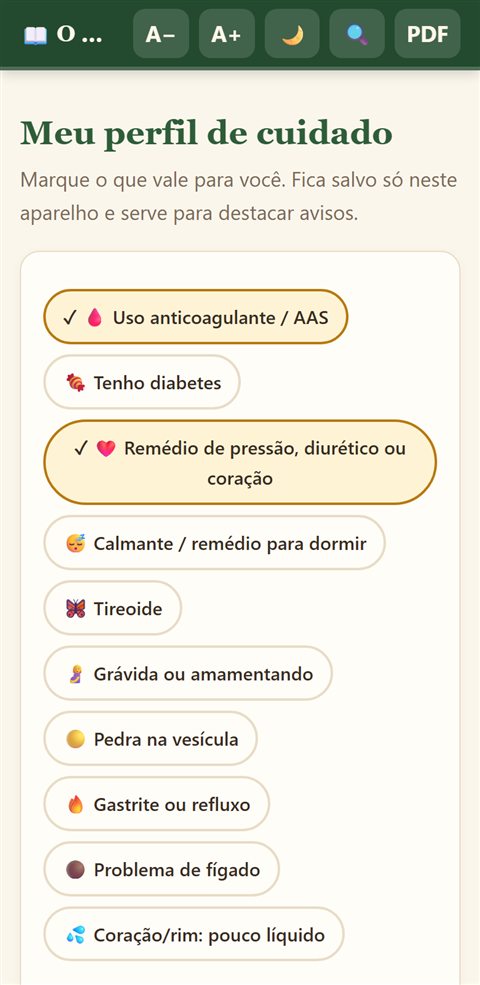 📖 O ... A− A+ 🌙 🔍 PDF
Meu perfil de cuidado
Marque o que vale para você. Fica salvo só neste
aparelho e serve para destacar avisos.
✓ 🩸 Uso anticoagulante / AAS
🍖 Tenho diabetes
✓ ❤️ Remédio de pressão, diurético ou
coração
😴 Calmante / remédio para dormir
🦋 Tireoide
🤱 Grávida ou amamentando
🟡 Pedra na vesícula
🔥 Gastrite ou refluxo
🟤 Problema de fígado
💦 Coração/rim: pouco líquido